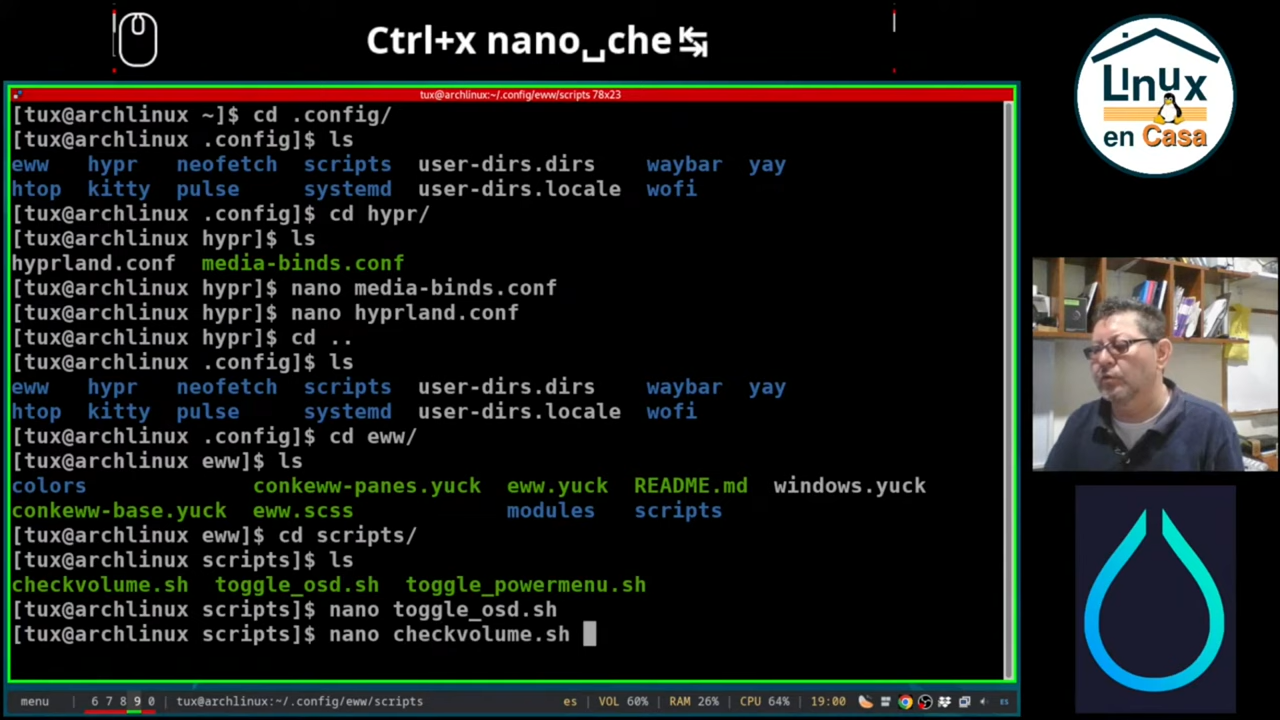 Ctrl+x nano␣che↹
Linux
en Casa
tux@archlinux:~/.config/eww/scripts 78x23
[tux@archlinux ~]$ cd .config/
[tux@archlinux .config]$ ls
eww hypr neofetch scripts user-dirs.dirs waybar yay
htop kitty pulse systemd user-dirs.locale wofi
[tux@archlinux .config]$ cd hypr/
[tux@archlinux hypr]$ ls
hyprland.conf media-binds.conf
[tux@archlinux hypr]$ nano media-binds.conf
[tux@archlinux hypr]$ nano hyprland.conf
[tux@archlinux hypr]$ cd ..
[tux@archlinux .config]$ ls
eww hypr neofetch scripts user-dirs.dirs waybar yay
htop kitty pulse systemd user-dirs.locale wofi
[tux@archlinux .config]$ cd eww/
[tux@archlinux eww]$ ls
colors conkeww-panes.yuck eww.yuck README.md windows.yuck
conkeww-base.yuck eww.scss modules scripts
[tux@archlinux eww]$ cd scripts/
[tux@archlinux scripts]$ ls
checkvolume.sh toggle_osd.sh toggle_powermenu.sh
[tux@archlinux scripts]$ nano toggle_osd.sh
[tux@archlinux scripts]$ nano checkvolume.sh
menu 6 7 8 9 0 tux@archlinux:~/.config/eww/scripts es VOL 60% RAM 26% CPU 64% 19:00 ES